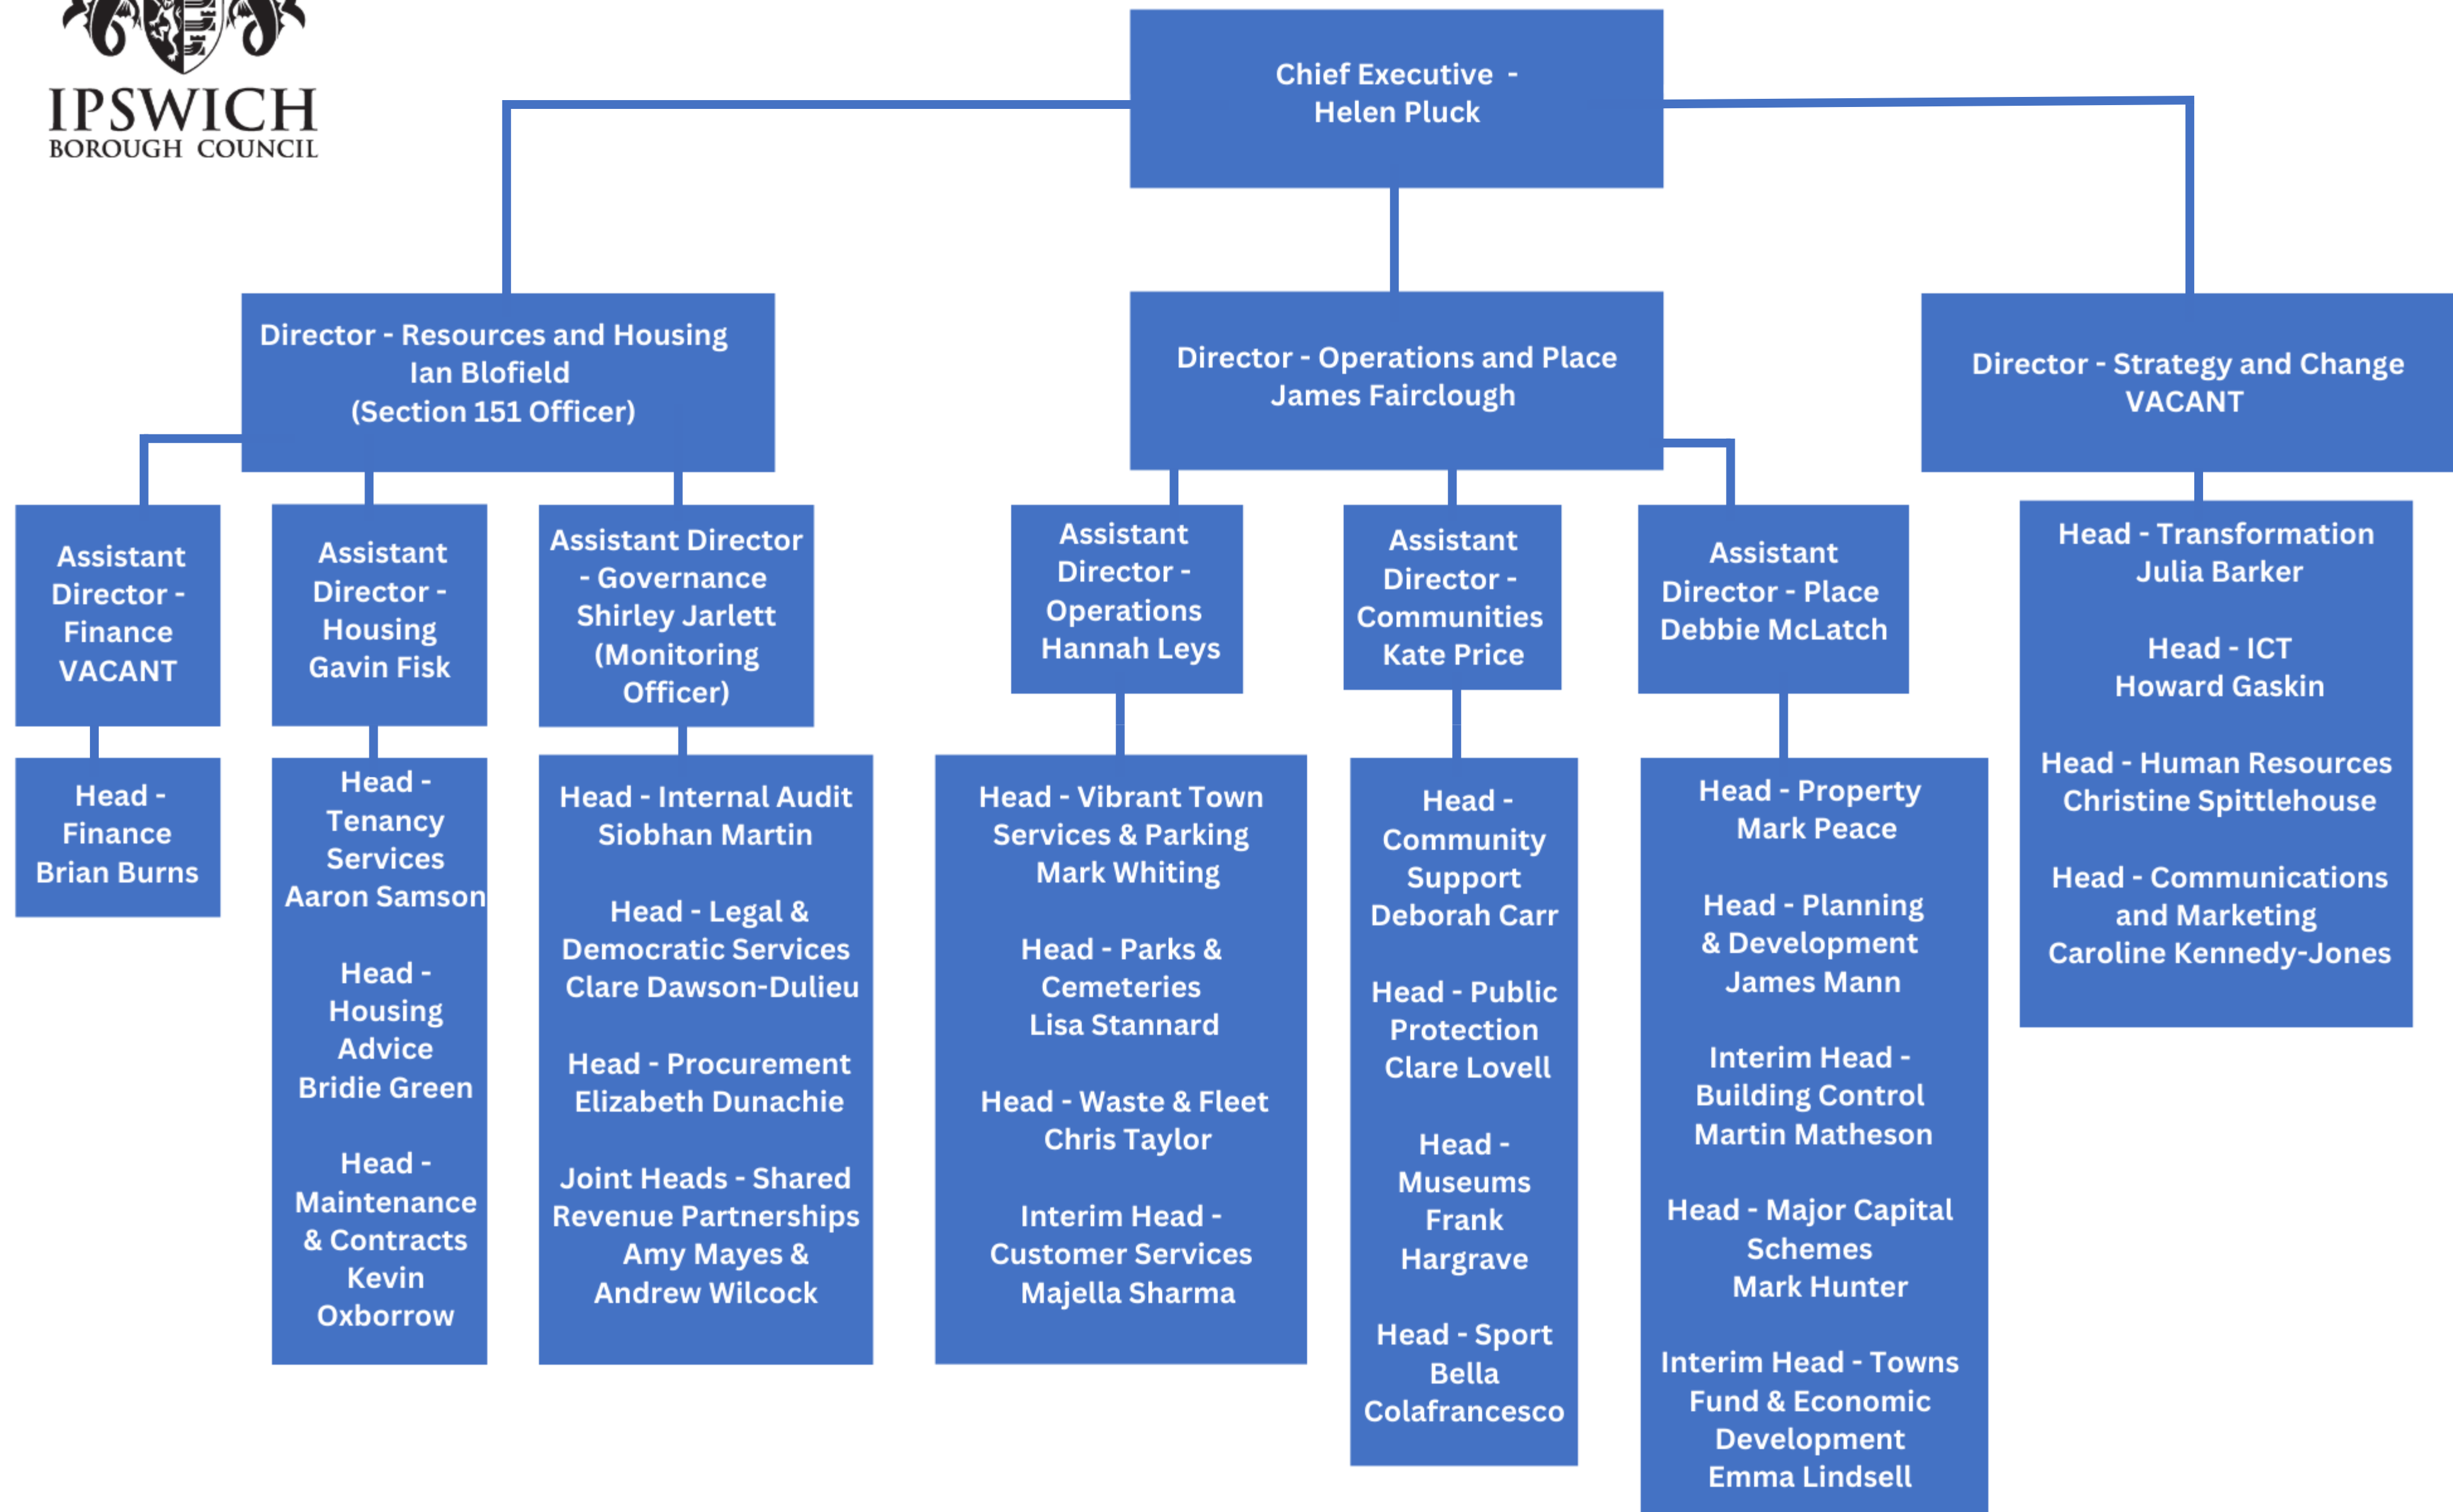 IPSWICH
BOROUGH COUNCIL
Chief Executive -
Helen Pluck
Director - Resources and Housing
Ian Blofield
(Section 151 Officer)
Director - Operations and Place
James Fairclough
Director - Strategy and Change
VACANT
Assistant
Director -
Finance
VACANT
Assistant
Director -
Housing
Gavin Fisk
Assistant Director
- Governance
Shirley Jarlett
(Monitoring
Officer)
Assistant
Director -
Operations
Hannah Leys
Assistant
Director -
Communities
Kate Price
Assistant
Director - Place
Debbie McLatch
Head -
Finance
Brian Burns
Head -
Tenancy
Services
Aaron Samson
Head -
Housing
Advice
Bridie Green
Head -
Maintenance
& Contracts
Kevin
Oxborrow
Head - Internal Audit
Siobhan Martin
Head - Legal &
Democratic Services
Clare Dawson-Dulieu
Head - Procurement
Elizabeth Dunachie
Joint Heads - Shared
Revenue Partnerships
Amy Mayes &
Andrew Wilcock
Head - Vibrant Town
Services & Parking
Mark Whiting
Head - Parks &
Cemeteries
Lisa Stannard
Head - Waste & Fleet
Chris Taylor
Interim Head -
Customer Services
Majella Sharma
Head -
Community
Support
Deborah Carr
Head - Public
Protection
Clare Lovell
Head -
Museums
Frank
Hargrave
Head - Sport
Bella
Colafrancesco
Head - Property
Mark Peace
Head - Planning
& Development
James Mann
Interim Head -
Building Control
Martin Matheson
Head - Major Capital
Schemes
Mark Hunter
Interim Head - Towns
Fund & Economic
Development
Emma Lindsell
Head - Transformation
Julia Barker
Head - ICT
Howard Gaskin
Head - Human Resources
Christine Spittlehouse
Head - Communications
and Marketing
Caroline Kennedy-Jones